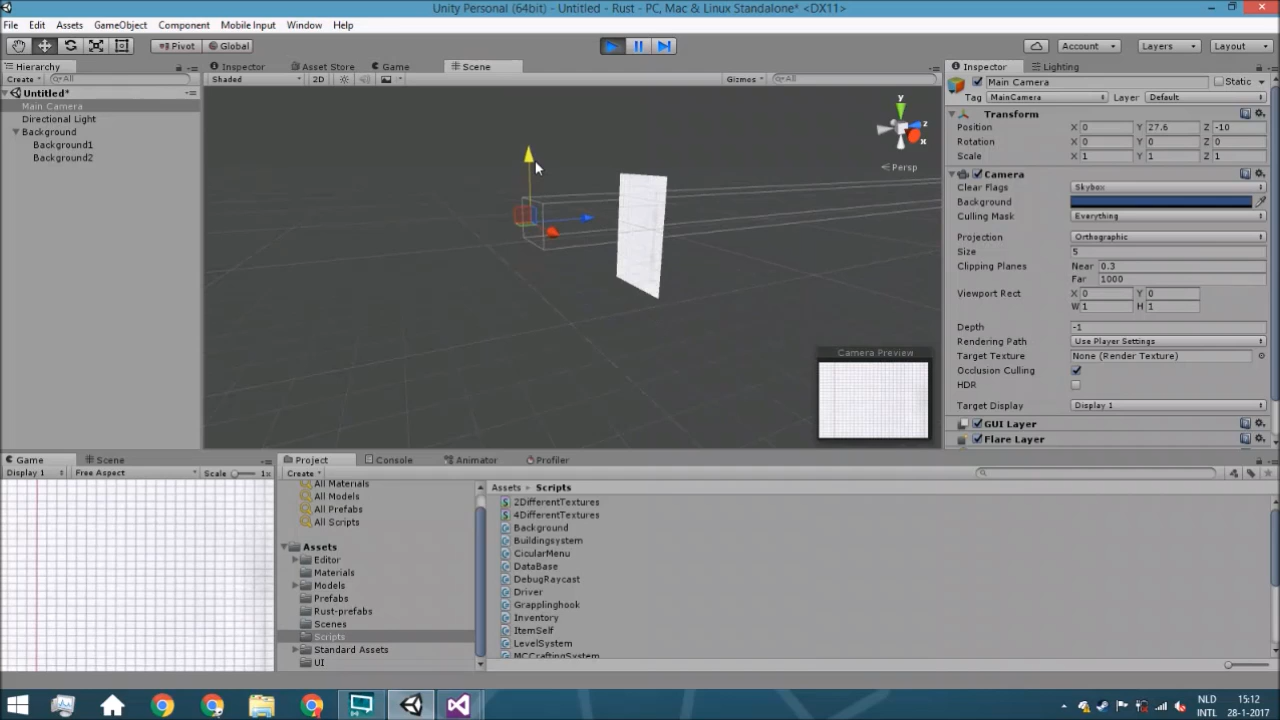 Unity Personal (64bit) - Untitled - Rust - PC, Mac & Linux Standalone* <DX11>
File Edit Assets GameObject Component Mobile Input Window Help
Pivot Global Account Layers Layout
Hierarchy Inspector Asset Store Game Scene Inspector Lighting
Create All Shaded 2D Gizmos All
Main Camera Static
Untitled*
Tag MainCamera Layer Default
Main Camera
Directional Light
Background
Background1
Background2
y
z
x
Persp
Transform
Position X 0 Y 27.6 Z -10
Rotation X 0 Y 0 Z 0
Scale X 1 Y 1 Z 1
Camera
Clear Flags Skybox
Background
Culling Mask Everything
Projection Orthographic
Size 5
Clipping Planes Near 0.3
Far 1000
Viewport Rect X 0 Y 0
W 1 H 1
Depth -1
Rendering Path Use Player Settings
Target Texture None (Render Texture)
Occlusion Culling
HDR
Target Display Display 1
GUI Layer
Flare Layer
Camera Preview
Game Scene
Display 1 Free Aspect Scale 1x
Project Console Animator Profiler
Create
All Materials
All Models
All Prefabs
All Scripts
Assets
Editor
Materials
Models
Prefabs
Rust-prefabs
Scenes
Scripts
Standard Assets
UI
Assets Scripts
2DifferentTextures
4DifferentTextures
Background
Buildingsystem
CicularMenu
DataBase
DebugRaycast
Driver
Grapplinghook
Inventory
ItemSelf
LevelSystem
MCCraftingSystem
NLD
INTL
15:12
28-1-2017